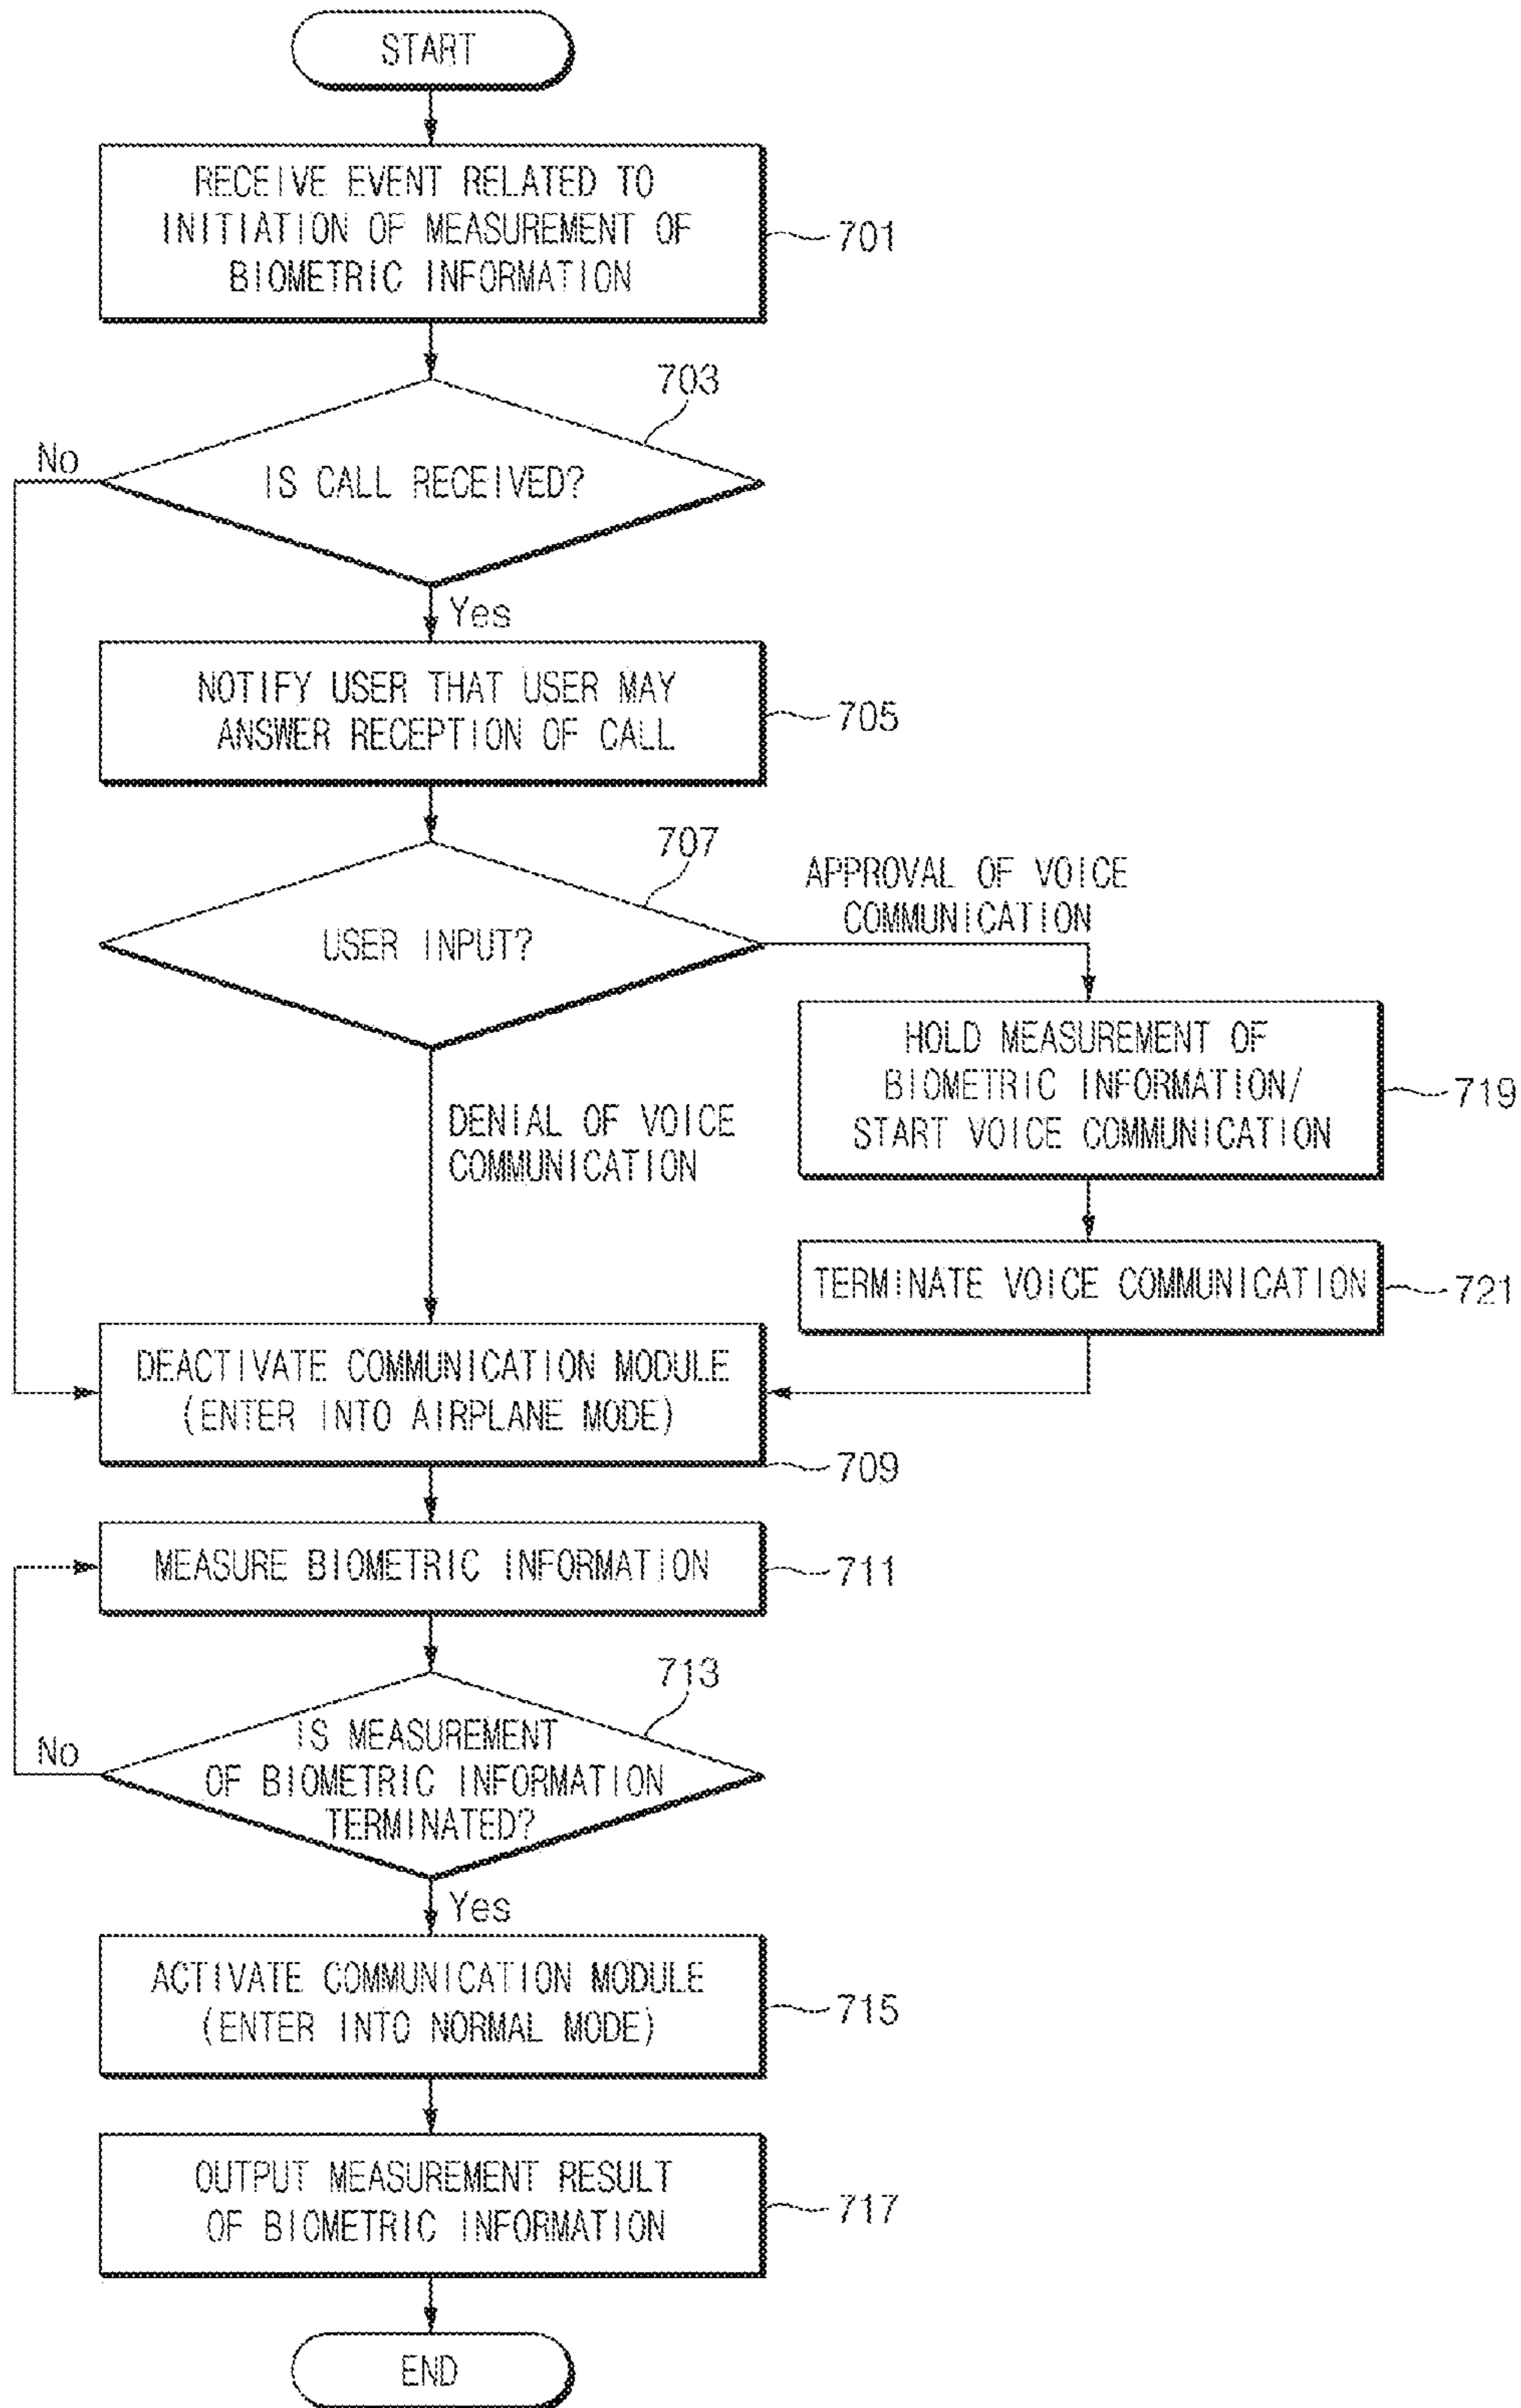 START
RECEIVE EVENT RELATED TO
INITIATION OF MEASUREMENT OF
BIOMETRIC INFORMATION
701
703
No
IS CALL RECEIVED?
Yes
NOTIFY USER THAT USER MAY
ANSWER RECEPTION OF CALL
705
707
USER INPUT?
APPROVAL OF VOICE
COMMUNICATION
HOLD MEASUREMENT OF
BIOMETRIC INFORMATION/
START VOICE COMMUNICATION
719
DENIAL OF VOICE
COMMUNICATION
TERMINATE VOICE COMMUNICATION
721
DEACTIVATE COMMUNICATION MODULE
(ENTER INTO AIRPLANE MODE)
709
MEASURE BIOMETRIC INFORMATION
711
713
No
IS MEASUREMENT
OF BIOMETRIC INFORMATION
TERMINATED?
Yes
ACTIVATE COMMUNICATION MODULE
(ENTER INTO NORMAL MODE)
715
OUTPUT MEASUREMENT RESULT
OF BIOMETRIC INFORMATION
717
END